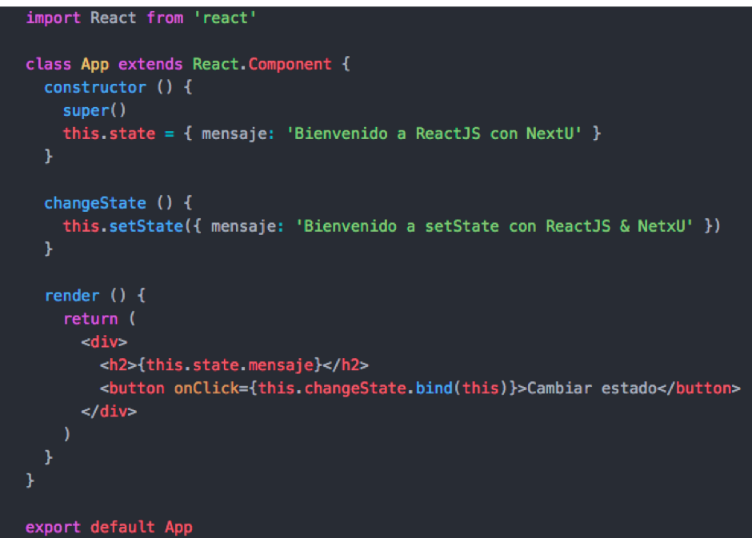 import React from 'react'
class App extends React.Component {
constructor () {
super()
this.state = { mensaje: 'Bienvenido a ReactJS con NextU' }
}
changeState () {
this.setState({ mensaje: 'Bienvenido a setState con ReactJS & NetxU' })
}
render () {
return (
<div>
<h2>{this.state.mensaje}</h2>
<button onClick={this.changeState.bind(this)}>Cambiar estado</button>
</div>
)
}
}
export default App